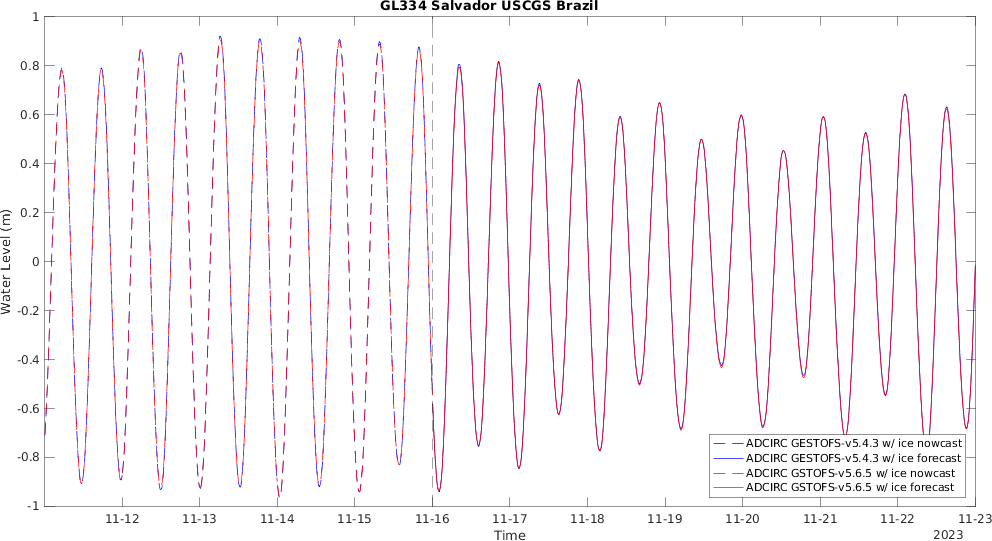 GL334 Salvador USCGS Brazil
1
0.8
0.6
0.4
0.2
0
-0.2
-0.4
-0.6
-0.8
-1
Water Level (m)
ADCIRC GESTOFS-v5.4.3 w/ ice nowcast
ADCIRC GESTOFS-v5.4.3 w/ ice forecast
ADCIRC GSTOFS-v5.6.5 w/ ice nowcast
ADCIRC GSTOFS-v5.6.5 w/ ice forecast
11-12 11-13 11-14 11-15 11-16 11-17 11-18 11-19 11-20 11-21 11-22 11-23
Time
2023